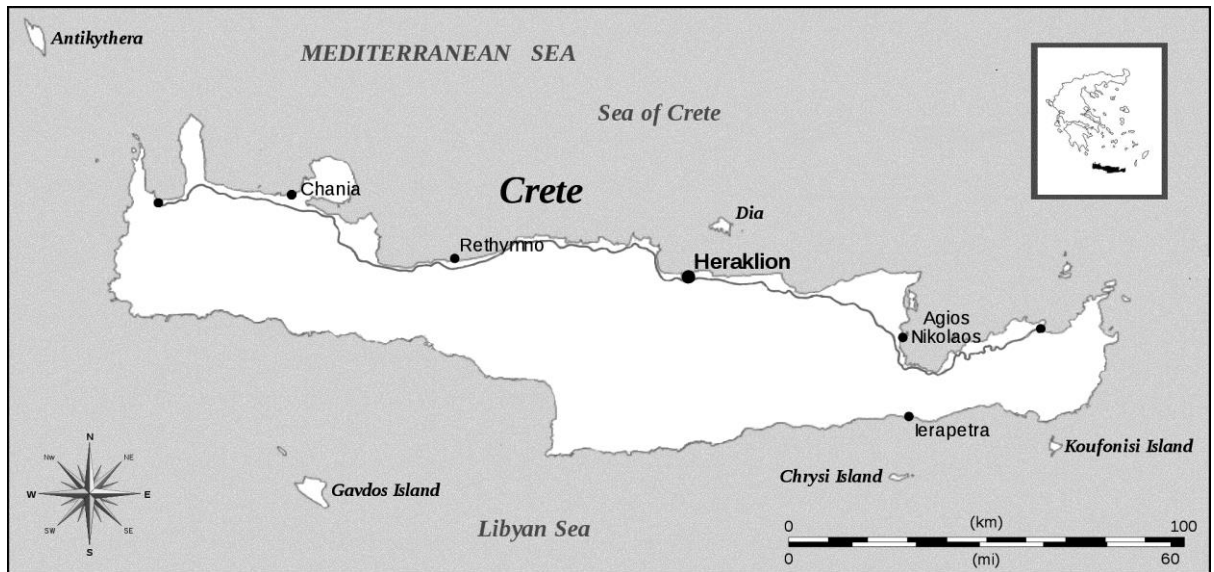 Antikythera
MEDITERRANEAN SEA
Sea of Crete
Chania
Crete
Dia
Rethymno
Heraklion
Agios
Nikolaos
Ierapetra
Koufonisi Island
Chrysi Island
Gavdos Island
Libyan Sea
N
Nw NE
W E
SW SE
S
0 (km) 100
0 (mi) 60